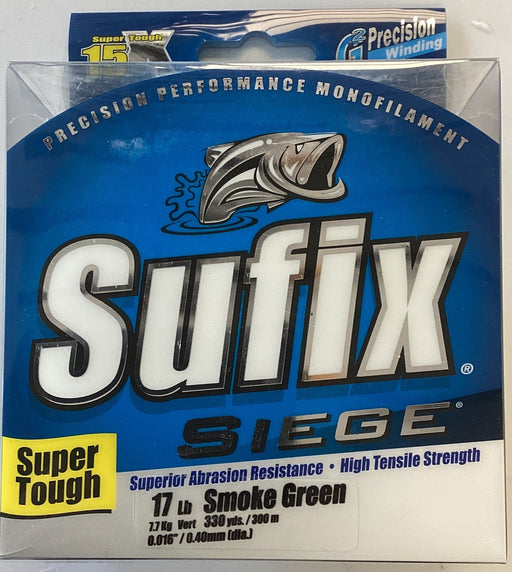 Super Tough
15
G2 Precision
Winding
PRECISION PERFORMANCE MONOFILAMENT
Sufix®
SIEGE®
Super
Tough
Superior Abrasion Resistance • High Tensile Strength
17 Lb Smoke Green
7.7 Kg Vert 330 yds. / 300 m
0.016" / 0.40mm (dia.)